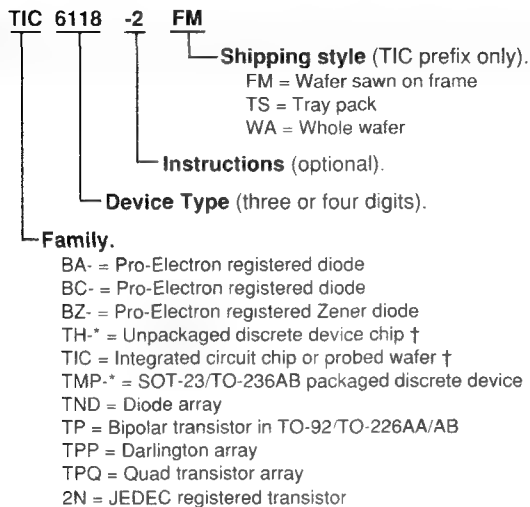 TIC 6118 -2 FM
Shipping style (TIC prefix only).
FM = Wafer sawn on frame
TS = Tray pack
WA = Whole wafer
Instructions (optional).
Device Type (three or four digits).
Family.
BA- = Pro-Electron registered diode
BC- = Pro-Electron registered diode
BZ- = Pro-Electron registered Zener diode
TH-* = Unpackaged discrete device chip †
TIC = Integrated circuit chip or probed wafer †
TMP-* = SOT-23/TO-236AB packaged discrete device
TND = Diode array
TP = Bipolar transistor in TO-92/TO-226AA/AB
TPP = Darlington array
TPQ = Quad transistor array
2N = JEDEC registered transistor